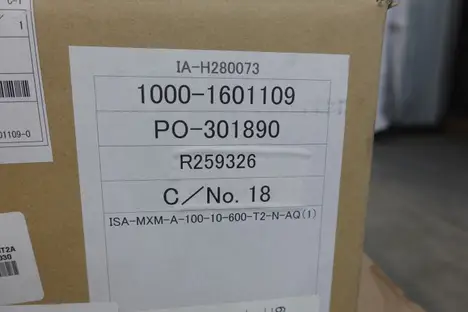 IA-H280073
1000-1601109
PO-301890
R259326
C/No. 18
ISA-MXM-A-100-10-600-T2-N-AQ(1)